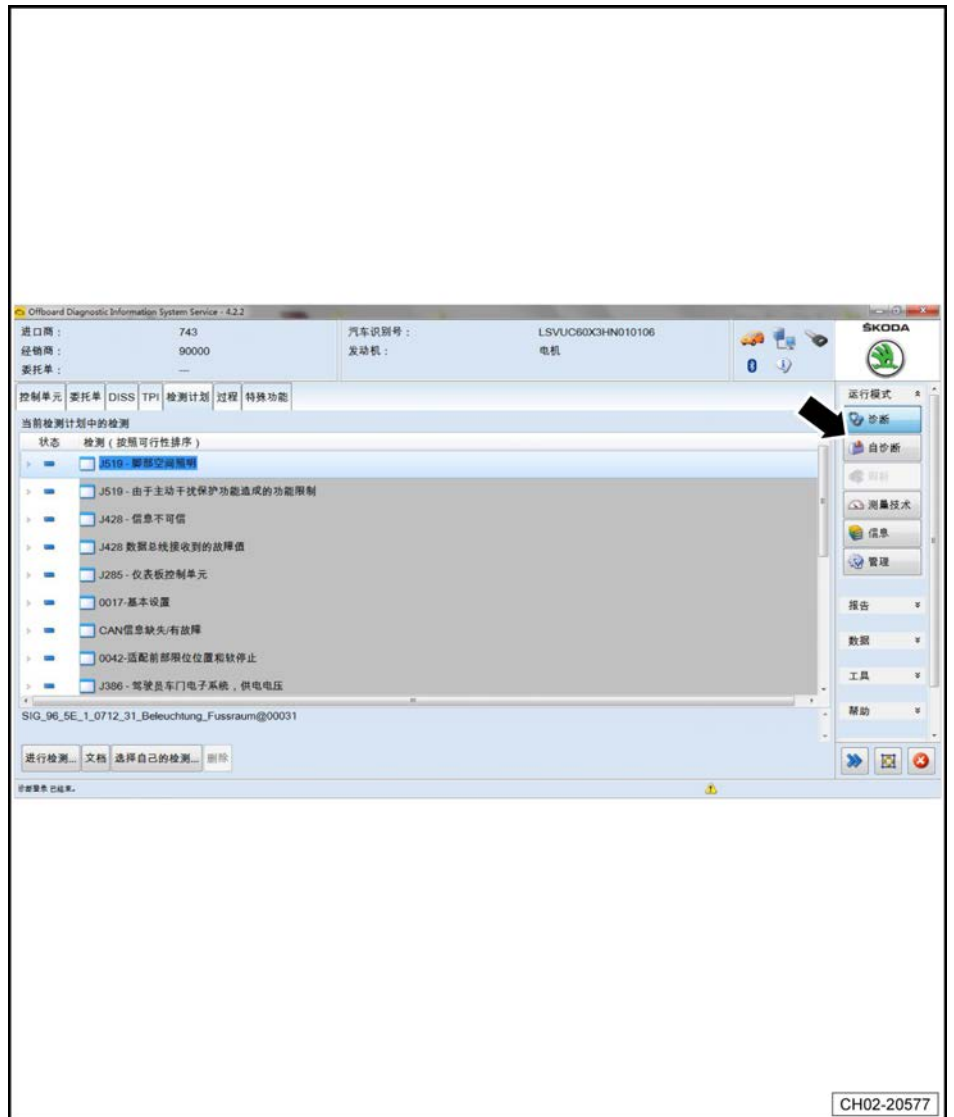 Offboard Diagnostic Information System Service - 4.2.2
进口商： 743 汽车识别号： LSVUC60X3HN010106
经销商： 90000 发动机： 电机
委托单： ---
ŠKODA
控制单元 委托单 DISS TPI 检测计划 过程 特殊功能
当前检测计划中的检测
状态 检测（按照可行性排序）
J519 - 脚部空间照明
J519 - 由于主动干扰保护功能造成的功能限制
J428 - 信息不可信
J428 数据总线接收到的故障值
J285 - 仪表板控制单元
0017-基本设置
CAN信息缺失/有故障
0042-适配前部限位位置和软停止
J386 - 驾驶员车门电子系统，供电电压
SIG_96_5E_1_0712_31_Beleuchtung_Fussraum@00031
进行检测... 文档 选择自己的检测... 删除
诊断登录 已结束。
运行模式
诊断
自诊断
测量技术
信息
管理
报告
数据
工具
帮助
CH02-20577